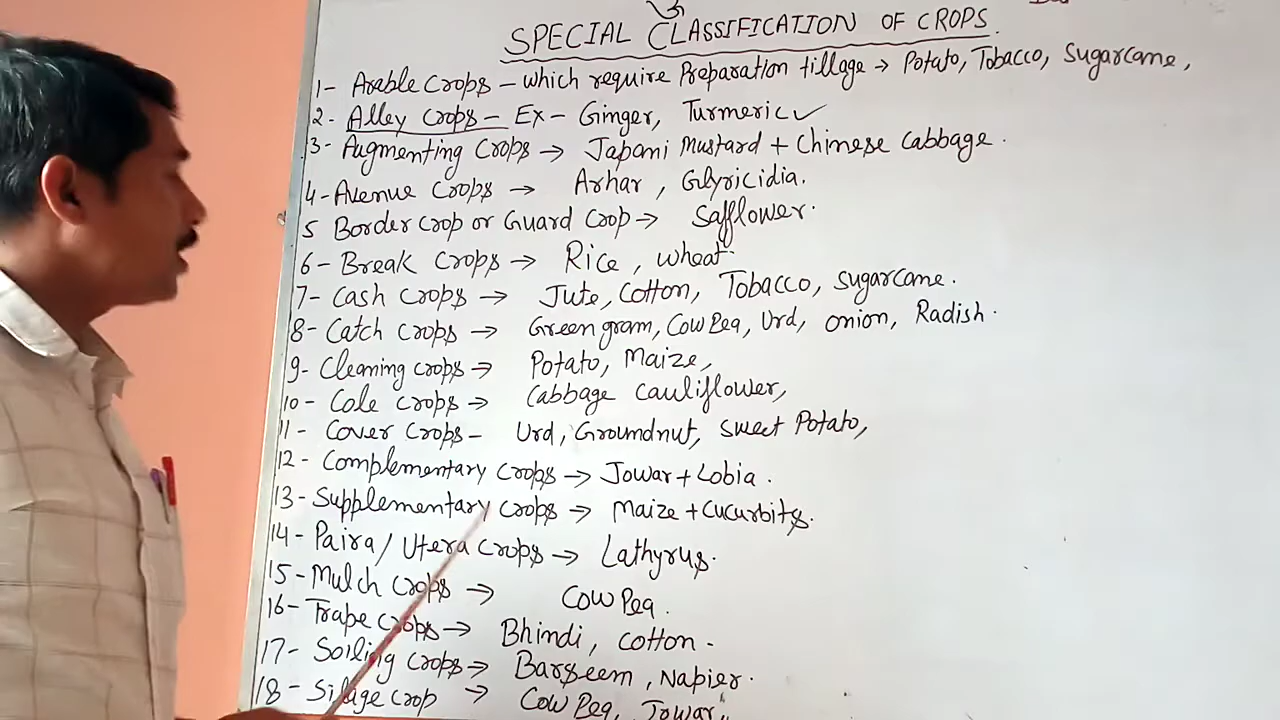 SPECIAL CLASSIFICATION OF CROPS.
1- Arable Crops - which require Preparation tillage → Potato, Tobacco, Sugarcane,
2- Alley Crops - Ex- Ginger, Turmeric ✓
3- Augmenting Crops → Japani Mustard + Chinese Cabbage.
4- Avenue Crops → Arhar, Glyricidia.
5 Border Crop or Guard Crop → Safflower.
6- Break Crops → Rice, wheat.
7- Cash Crops → Jute, Cotton, Tobacco, Sugarcane.
8- Catch Crops → Green gram, Cow Pea, Urd, onion, Radish.
9- Cleaning Crops → Potato, Maize,
10- Cole Crops → Cabbage cauliflower,
11- Cover Crops- Urd, Groundnut, Sweet Potato,
12- Complementary Crops → Jowar + Lobia.
13- Supplementary Crops → Maize + Cucurbits.
14- Paira/Utera Crops → Lathyrus.
15- Mulch Crops → Cow Pea.
16- Trape Crops → Bhindi, Cotton.
17- Soiling Crops → Barseem, Napier.
18- Silage Crop → Cow Pea, Jowar,